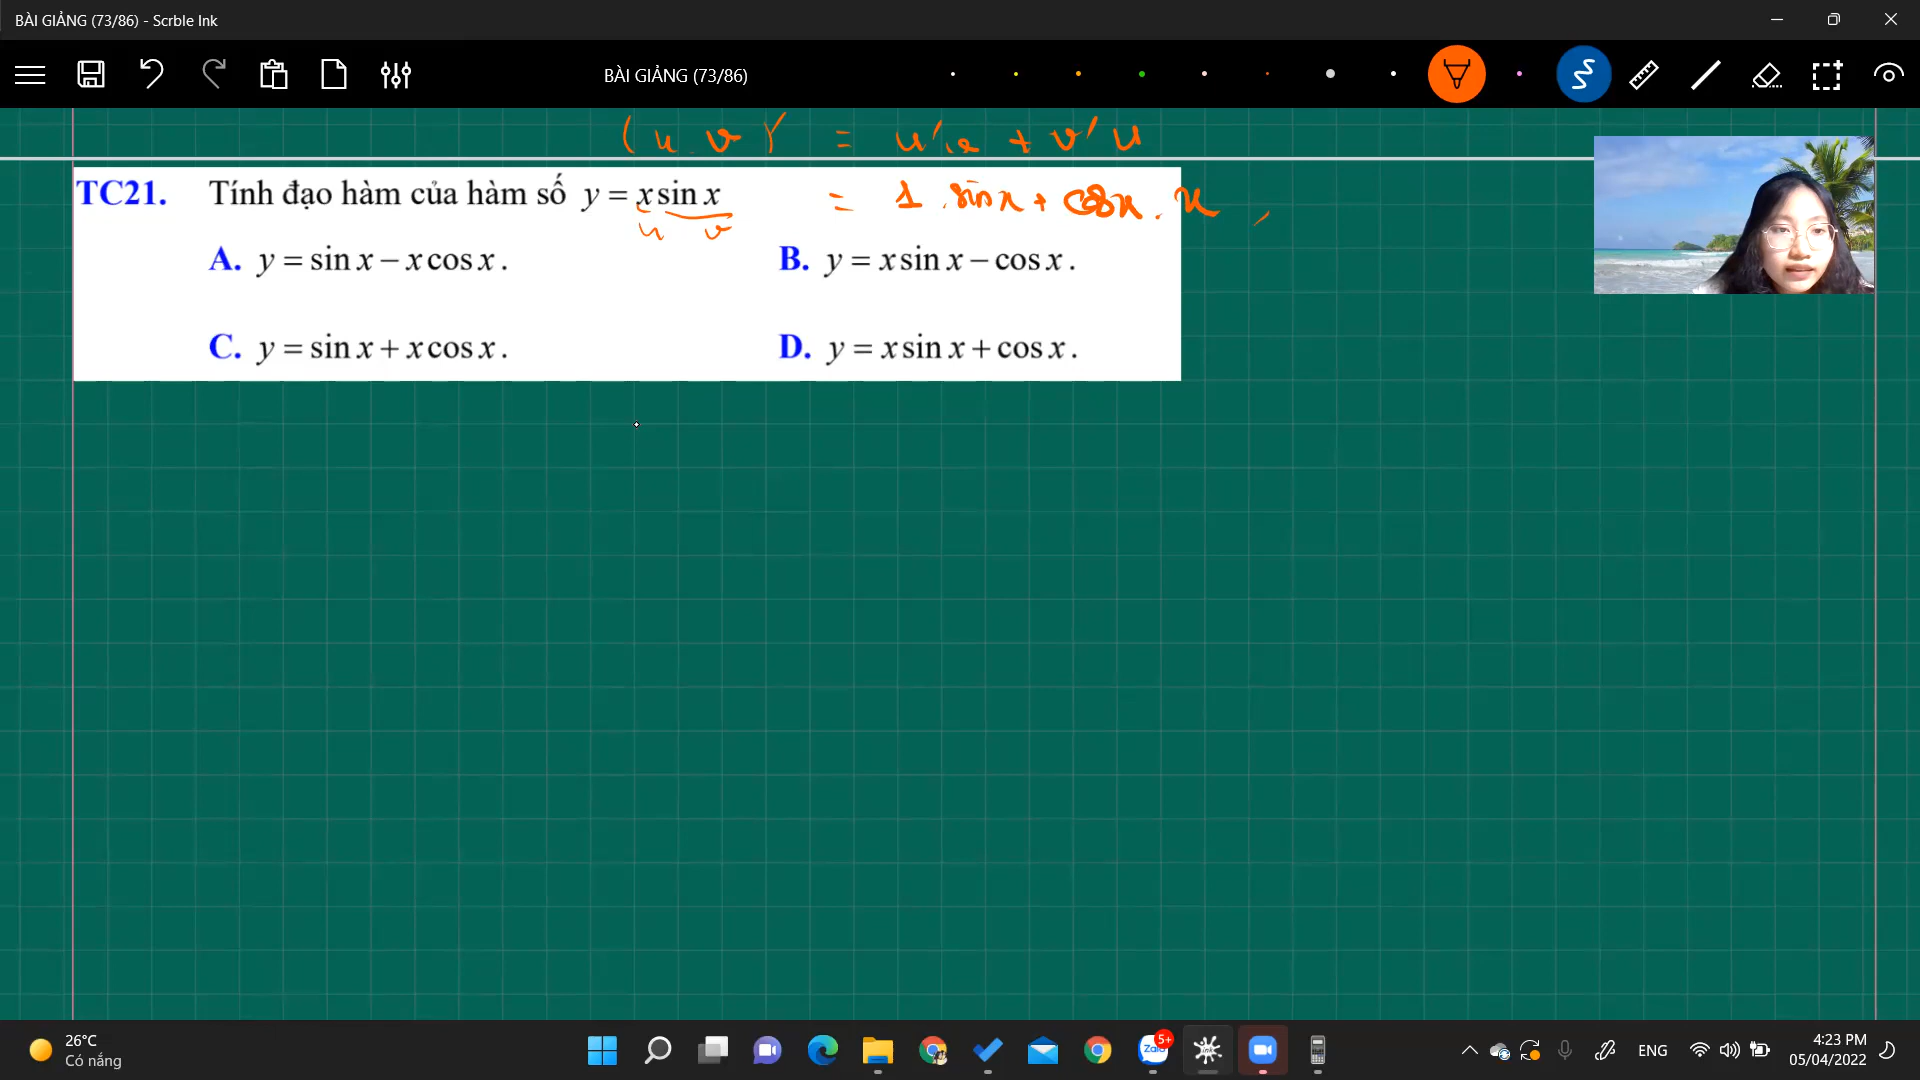 BÀI GIẢNG (73/86) - Scrble Ink
BÀI GIẢNG (73/86)
(u.v)' = u'v + v'u
TC21. Tính đạo hàm của hàm số y = x sin x = 1.sinx + cosx.x
u v
A. y = sin x − x cos x. B. y = x sin x − cos x.
C. y = sin x + x cos x. D. y = x sin x + cos x.
26°C
Có nắng
Zalo
5+
ENG
4:23 PM
05/04/2022